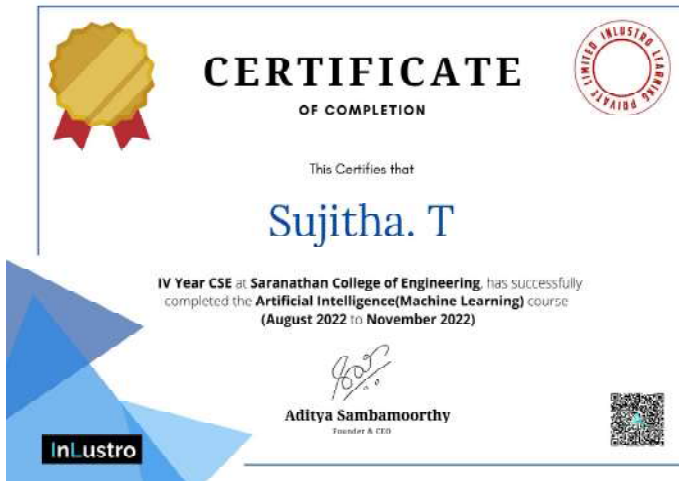 CERTIFICATE
OF COMPLETION
INLUSTRO LEARNING PRIVATE LIMITED
This Certifies that
Sujitha. T
IV Year CSE at Saranathan College of Engineering, has successfully
completed the Artificial Intelligence(Machine Learning) course
(August 2022 to November 2022)
Aditya Sambamoorthy
Founder & CEO
InLustro